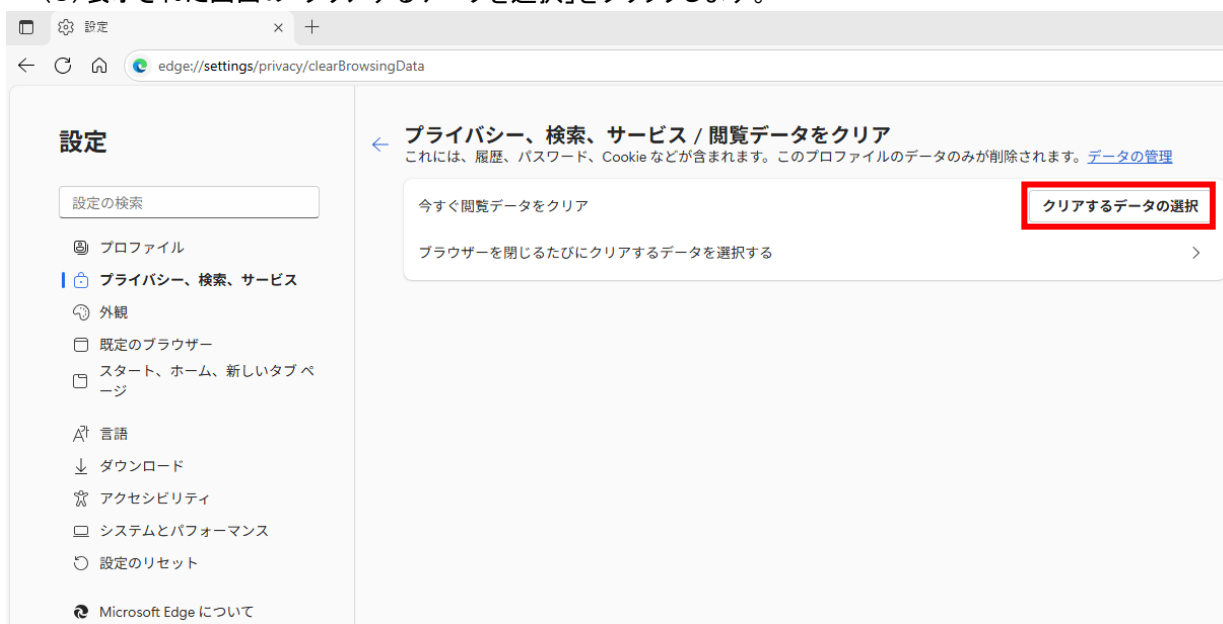 設定
edge://settings/privacy/clearBrowsingData
設定
設定の検索
プロファイル
プライバシー、検索、サービス
外観
既定のブラウザー
スタート、ホーム、新しいタブ ペ
ージ
言語
ダウンロード
アクセシビリティ
システムとパフォーマンス
設定のリセット
Microsoft Edge について
プライバシー、検索、サービス / 閲覧データをクリア
これには、履歴、パスワード、Cookie などが含まれます。このプロファイルのデータのみが削除されます。データの管理
今すぐ閲覧データをクリア
クリアするデータの選択
ブラウザーを閉じるたびにクリアするデータを選択する